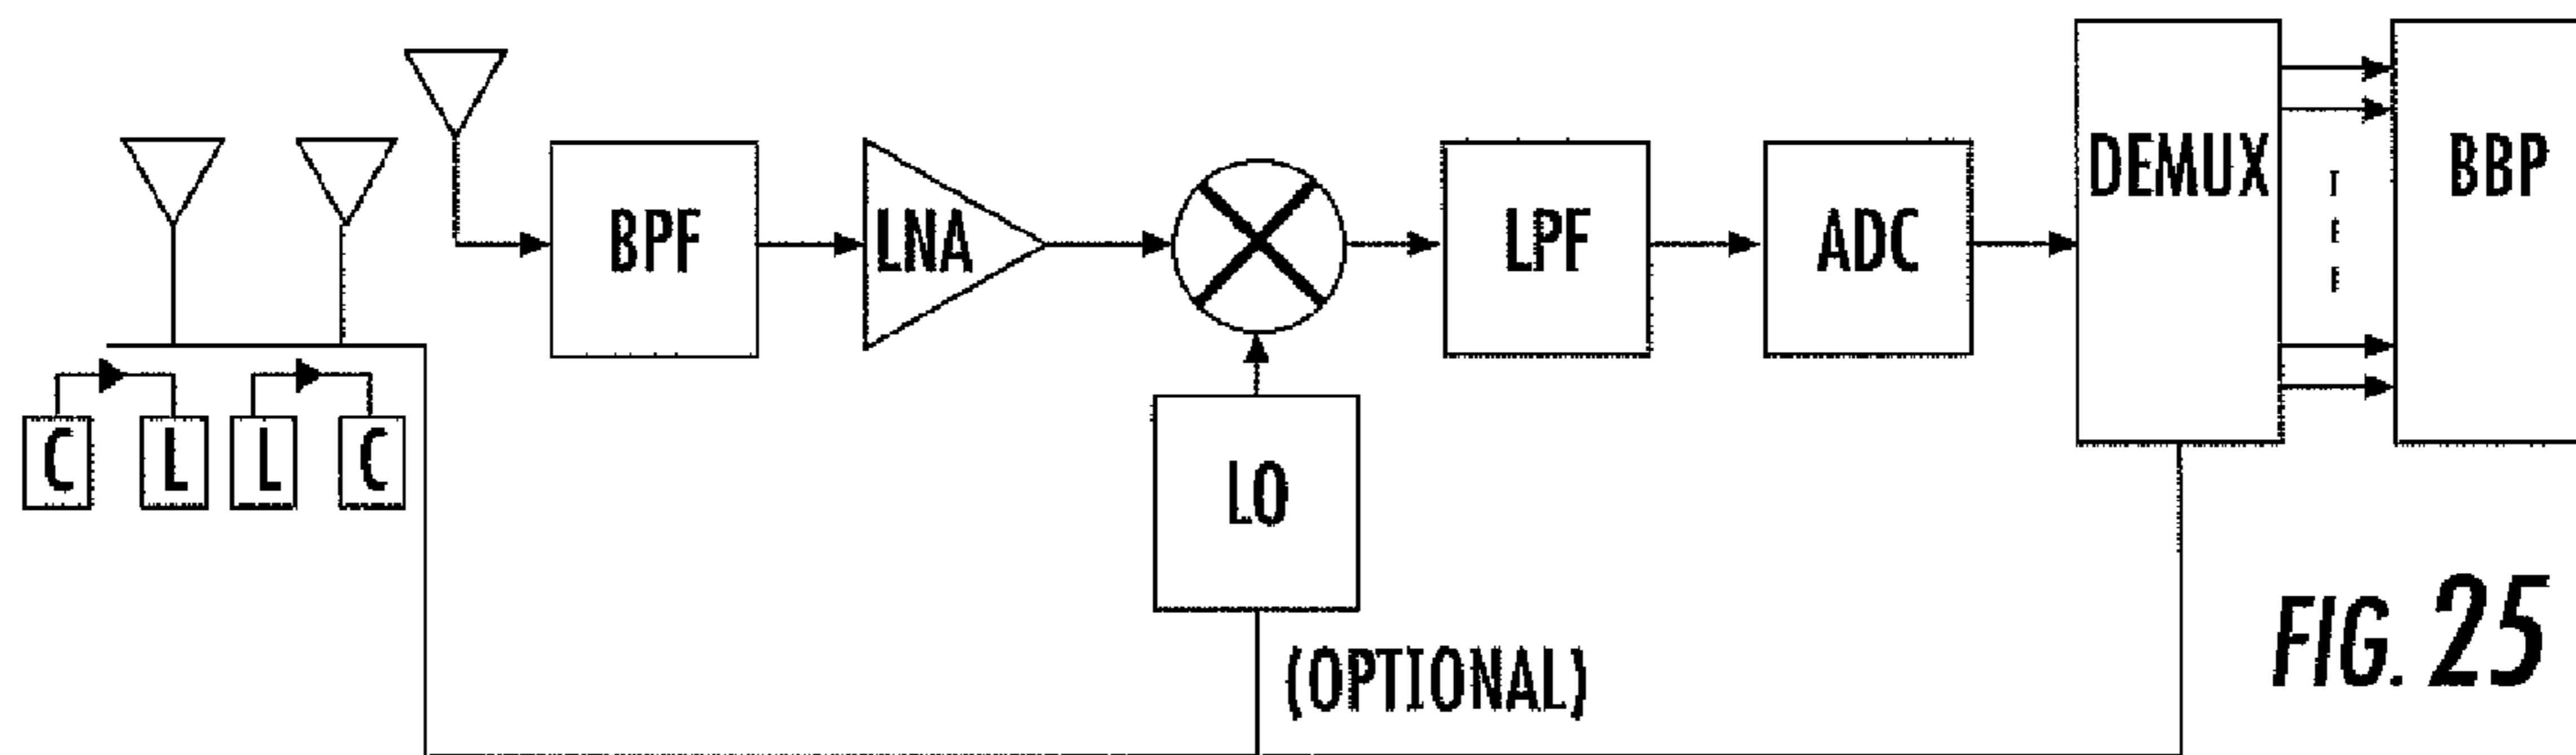 BPF
LNA
LPF
ADC
DEMUX
T
E
E
BBP
C
L
L
C
LO
(OPTIONAL)
FIG. 25